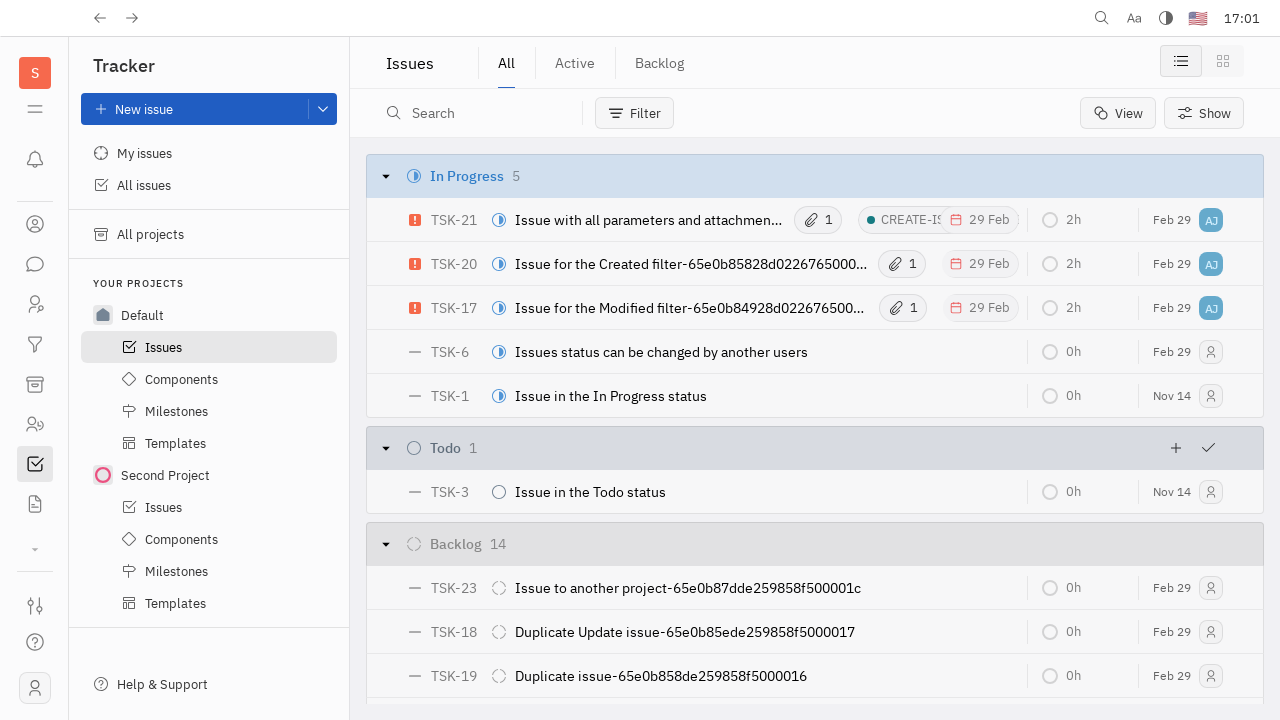 Aa
17:01
S
Tracker
New issue
My issues
All issues
All projects
YOUR PROJECTS
Default
Issues
Components
Milestones
Templates
Second Project
Issues
Components
Milestones
Templates
Help & Support
Issues
All
Active
Backlog
Search
Filter
View
Show
In Progress 5
TSK-21 Issue with all parameters and attachmen... 1 CREATE-IS 29 Feb 2h Feb 29 AJ
TSK-20 Issue for the Created filter-65e0b85828d0226765000... 1 29 Feb 2h Feb 29 AJ
TSK-17 Issue for the Modified filter-65e0b84928d022676500... 1 29 Feb 2h Feb 29 AJ
TSK-6 Issues status can be changed by another users 0h Feb 29
TSK-1 Issue in the In Progress status 0h Nov 14
Todo 1
TSK-3 Issue in the Todo status 0h Nov 14
Backlog 14
TSK-23 Issue to another project-65e0b87dde259858f500001c 0h Feb 29
TSK-18 Duplicate Update issue-65e0b85ede259858f5000017 0h Feb 29
TSK-19 Duplicate issue-65e0b858de259858f5000016 0h Feb 29